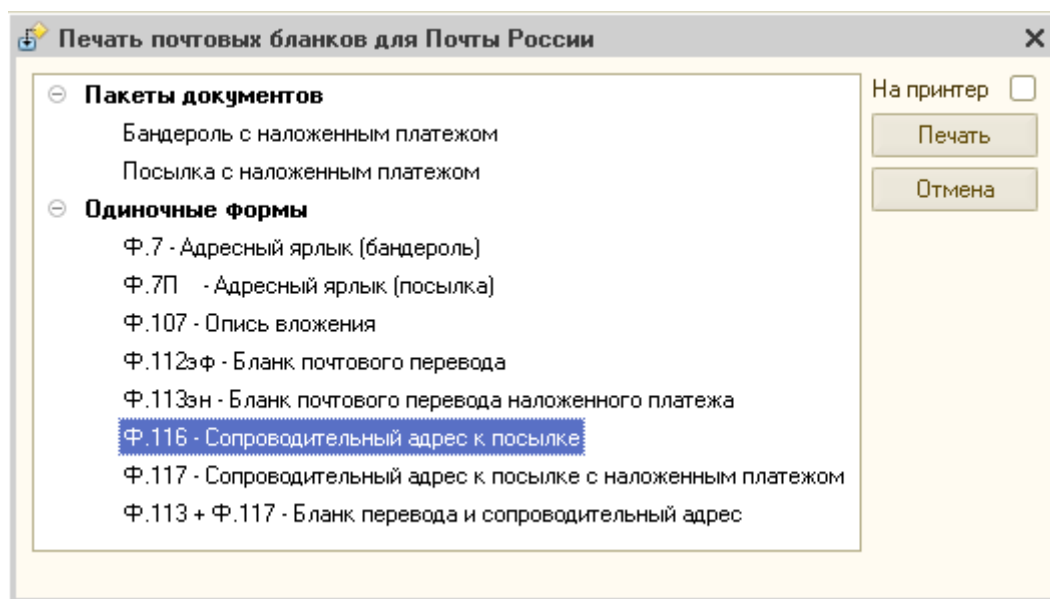 Печать почтовых бланков для Почты России
Пакеты документов
Бандероль с наложенным платежом
Посылка с наложенным платежом
Одиночные формы
Ф.7 - Адресный ярлык (бандероль)
Ф.7П - Адресный ярлык (посылка)
Ф.107 - Опись вложения
Ф.112эф - Бланк почтового перевода
Ф.113эн - Бланк почтового перевода наложенного платежа
Ф.116 - Сопроводительный адрес к посылке
Ф.117 - Сопроводительный адрес к посылке с наложенным платежом
Ф.113 + Ф.117 - Бланк перевода и сопроводительный адрес
На принтер
Печать
Отмена